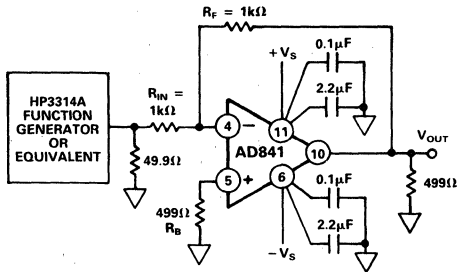 R_F = 1kΩ
+V_S
0.1μF
2.2μF
HP3314A
FUNCTION
GENERATOR
OR
EQUIVALENT
R_IN =
1kΩ
4
−
11
AD841
10
V_OUT
49.9Ω
5
+
6
0.1μF
499Ω
499Ω
R_B
2.2μF
−V_S